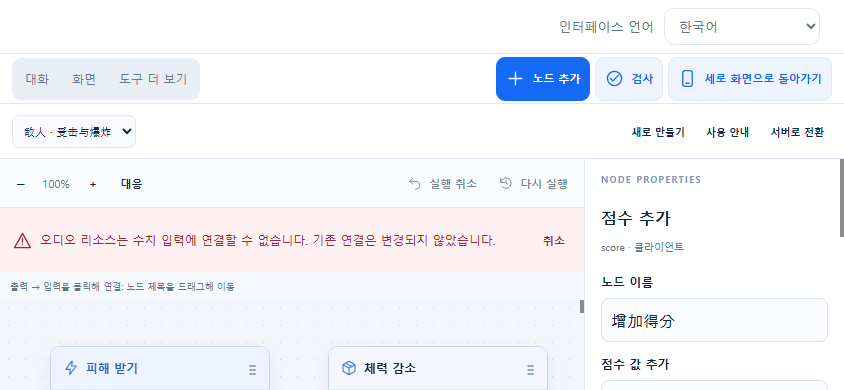 인터페이스 언어 한국어
대화 화면 도구 더 보기 노드 추가 검사 세로 화면으로 돌아가기
敌人 · 受击与爆炸 새로 만들기 사용 안내 서버로 전환
− 100% + 대응 실행 취소 다시 실행
오디오 리소스는 수치 입력에 연결할 수 없습니다. 기존 연결은 변경되지 않았습니다. 취소
출력 → 입력을 클릭해 연결; 노드 제목을 드래그해 이동
피해 받기 체력 감소
NODE PROPERTIES
점수 추가
score · 클라이언트
노드 이름
增加得分
점수 값 추가